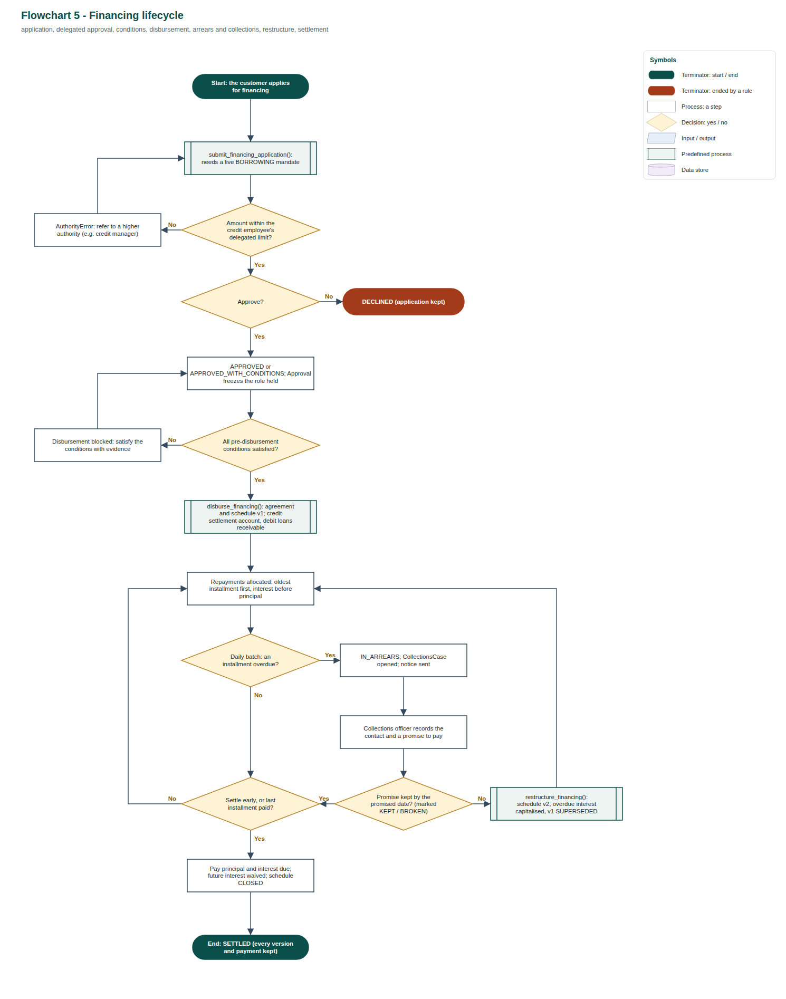 Flowchart 5 - Financing lifecycle
application, delegated approval, conditions, disbursement, arrears and collections, restructure, settlement
Symbols
Terminator: start / end
Terminator: ended by a rule
Process: a step
Decision: yes / no
Input / output
Predefined process
Data store
Start: the customer applies
for financing
submit_financing_application():
needs a live BORROWING mandate
Amount within the
credit employee's
delegated limit?
No
AuthorityError: refer to a higher
authority (e.g. credit manager)
Yes
Approve?
No
DECLINED (application kept)
Yes
APPROVED or
APPROVED_WITH_CONDITIONS; Approval
freezes the role held
All pre-disbursement
conditions satisfied?
No
Disbursement blocked: satisfy the
conditions with evidence
Yes
disburse_financing(): agreement
and schedule v1; credit
settlement account, debit loans
receivable
Repayments allocated: oldest
installment first, interest before
principal
Daily batch: an
installment overdue?
Yes
IN_ARREARS; CollectionsCase
opened; notice sent
No
Collections officer records the
contact and a promise to pay
Promise kept by the
promised date? (marked
KEPT / BROKEN)
Yes
No
restructure_financing():
schedule v2, overdue interest
capitalised, v1 SUPERSEDED
Settle early, or last
installment paid?
No
Yes
Pay principal and interest due;
future interest waived; schedule
CLOSED
End: SETTLED (every version
and payment kept)